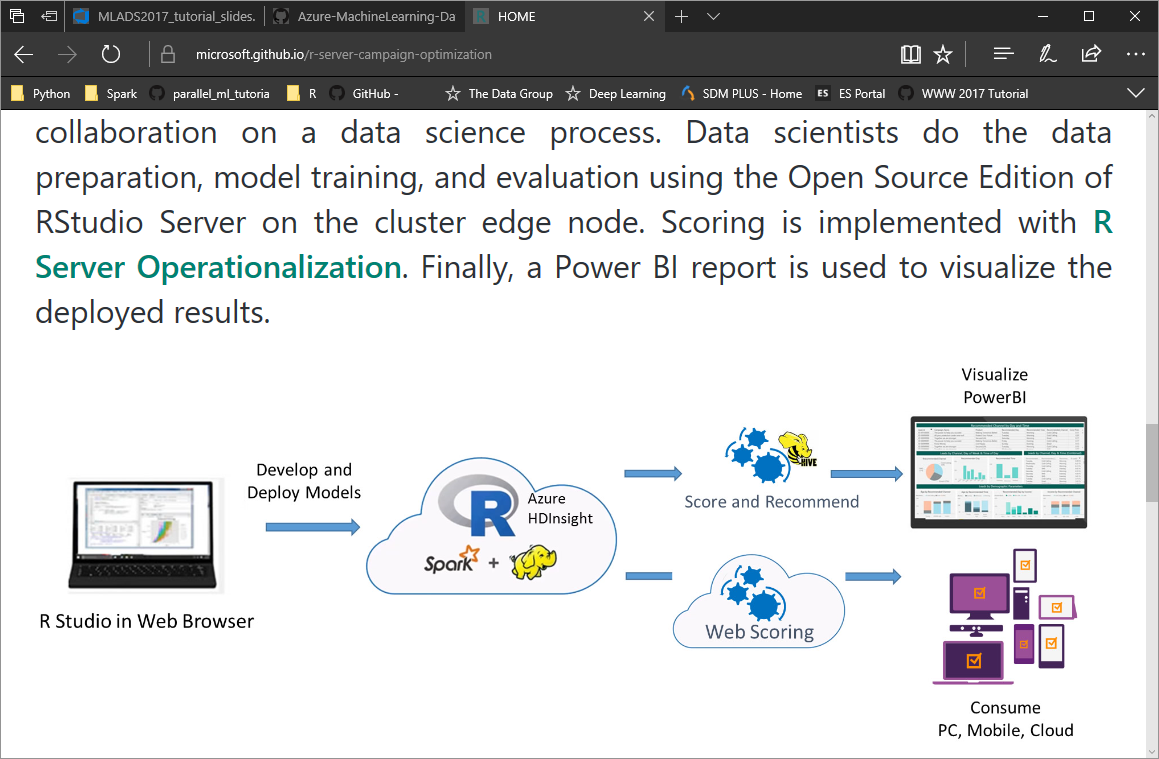 MLADS2017_tutorial_slides.
Azure-MachineLearning-Da
HOME
microsoft.github.io/r-server-campaign-optimization
Python
Spark
parallel_ml_tutoria
R
GitHub -
The Data Group
Deep Learning
SDM PLUS - Home
ES
ES Portal
WWW 2017 Tutorial
collaboration on a data science process. Data scientists do the data
preparation, model training, and evaluation using the Open Source Edition of
RStudio Server on the cluster edge node. Scoring is implemented with R
Server Operationalization. Finally, a Power BI report is used to visualize the
deployed results.
R Studio in Web Browser
Develop and
Deploy Models
R
Azure
HDInsight
Spark +
HIVE
Score and Recommend
Web Scoring
Visualize
PowerBI
Consume
PC, Mobile, Cloud